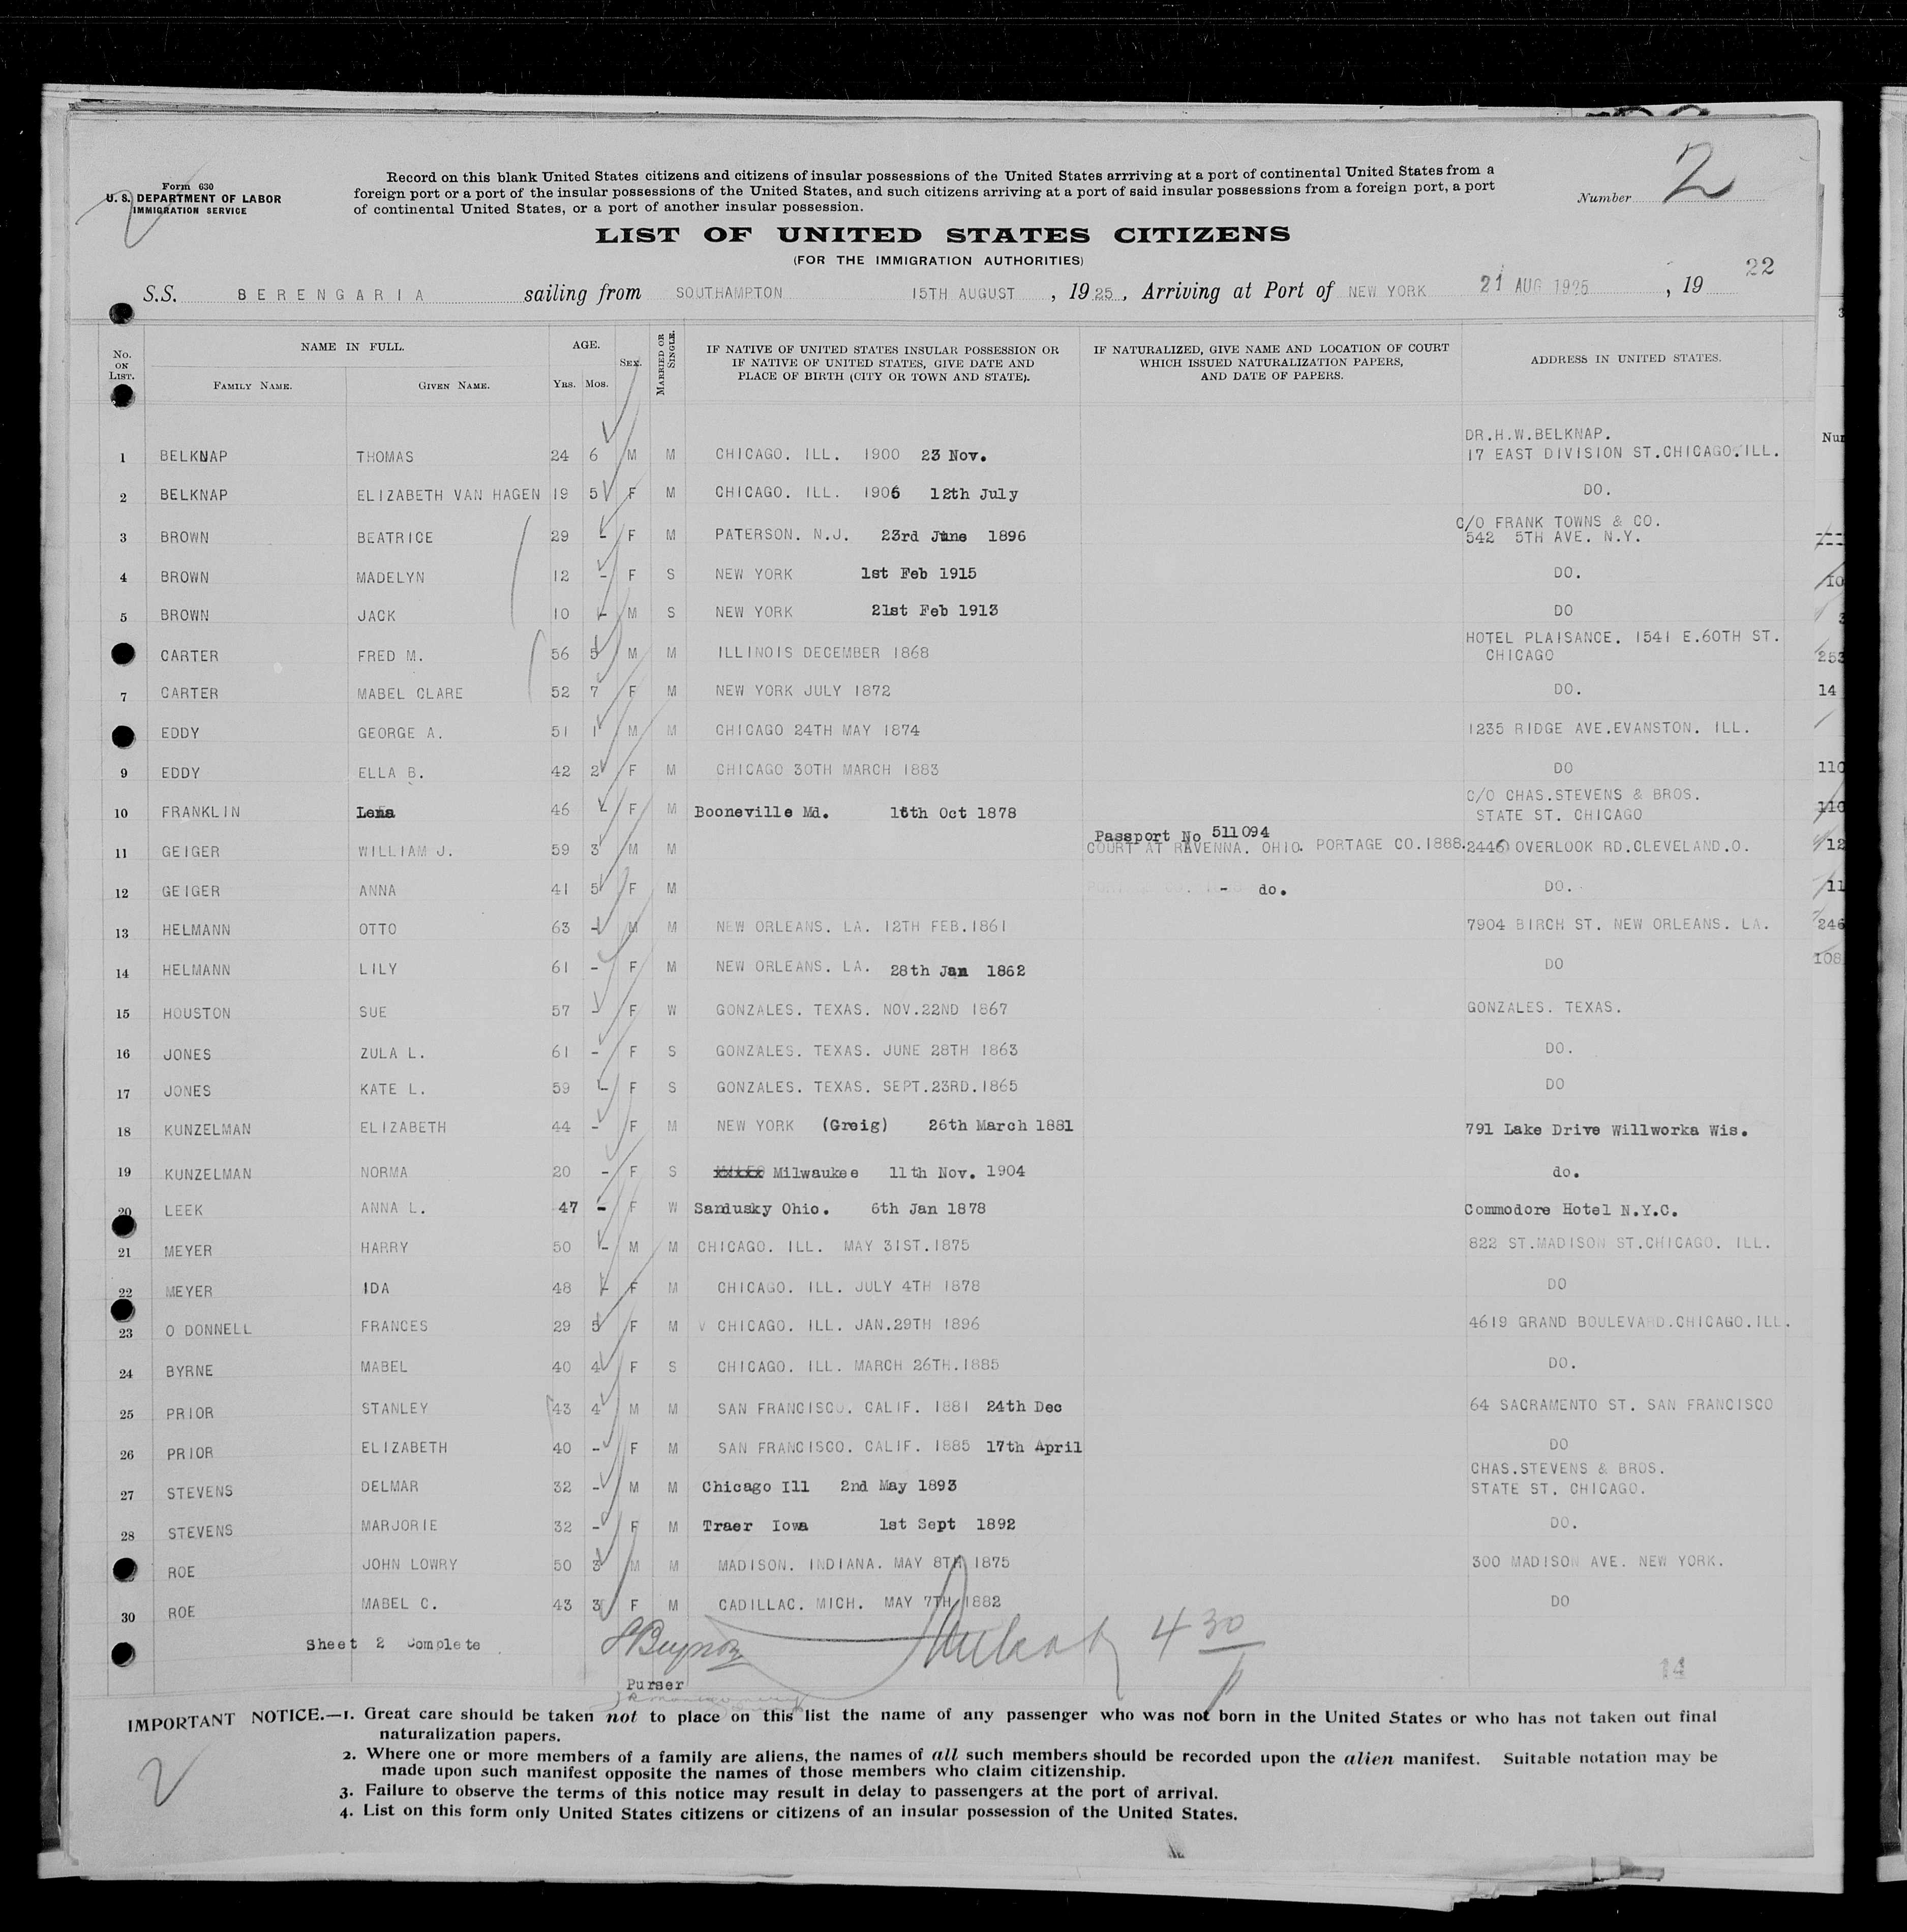 Form 630
U. S. DEPARTMENT OF LABOR
IMMIGRATION SERVICE
Record on this blank United States citizens and citizens of insular possessions of the United States arrriving at a port of continental United States from a
foreign port or a port of the insular possessions of the United States, and such citizens arriving at a port of said insular possessions from a foreign port, a port
of continental United States, or a port of another insular possession.
Number 2
LIST OF UNITED STATES CITIZENS
(FOR THE IMMIGRATION AUTHORITIES)
22
S.S. BERENGARIA sailing from SOUTHAMPTON 15TH AUGUST, 1925, Arriving at Port of NEW YORK 21 AUG 1925, 19
No. ON LIST. NAME IN FULL. FAMILY NAME. GIVEN NAME. AGE. YRS. MOS. SEX. MARRIED OR SINGLE. IF NATIVE OF UNITED STATES INSULAR POSSESSION OR IF NATIVE OF UNITED STATES, GIVE DATE AND PLACE OF BIRTH (CITY OR TOWN AND STATE). IF NATURALIZED, GIVE NAME AND LOCATION OF COURT WHICH ISSUED NATURALIZATION PAPERS, AND DATE OF PAPERS. ADDRESS IN UNITED STATES.
DR.H.W.BELKNAP.
1 BELKNAP THOMAS 24 6 M M CHICAGO. ILL. 1900 23 Nov. 17 EAST DIVISION ST.CHICAGO.ILL.
2 BELKNAP ELIZABETH VAN HAGEN 19 5 F M CHICAGO. ILL. 1906 12th July DO.
C/O FRANK TOWNS & CO.
3 BROWN BEATRICE 29 - F M PATERSON. N.J. 23rd June 1896 542 5TH AVE. N.Y.
4 BROWN MADELYN 12 - F S NEW YORK 1st Feb 1915 DO.
5 BROWN JACK 10 - M S NEW YORK 21st Feb 1913 DO
HOTEL PLAISANCE. 1541 E.60TH ST.
CARTER FRED M. 56 5 M M ILLINOIS DECEMBER 1868 CHICAGO
7 CARTER MABEL CLARE 52 7 F M NEW YORK JULY 1872 DO.
EDDY GEORGE A. 51 1 M M CHICAGO 24TH MAY 1874 1235 RIDGE AVE.EVANSTON. ILL.
9 EDDY ELLA B. 42 2 F M CHICAGO 30TH MARCH 1883 DO
C/O CHAS.STEVENS & BROS.
10 FRANKLIN Lena 46 - F M Booneville Md. 15th Oct 1878 STATE ST. CHICAGO
Passport No 511094
11 GEIGER WILLIAM J. 59 3 M M COURT AT RAVENNA. OHIO. PORTAGE CO.1888. 2446 OVERLOOK RD.CLEVELAND.O.
12 GEIGER ANNA 41 5 F M - do. DO.
13 HELMANN OTTO 63 - M M NEW ORLEANS. LA. 12TH FEB.1861 7904 BIRCH ST. NEW ORLEANS. LA.
14 HELMANN LILY 61 - F M NEW ORLEANS. LA. 28th Jan 1862 DO
15 HOUSTON SUE 57 - F W GONZALES. TEXAS. NOV.22ND 1867 GONZALES. TEXAS.
16 JONES ZULA L. 61 - F S GONZALES. TEXAS. JUNE 28TH 1863 DO.
17 JONES KATE L. 59 - F S GONZALES. TEXAS. SEPT.23RD.1865 DO
18 KUNZELMAN ELIZABETH 44 - F M NEW YORK (Greig) 26th March 1881 791 Lake Drive Willworka Wis.
19 KUNZELMAN NORMA 20 - F S Milwaukee 11th Nov. 1904 do.
20 LEEK ANNA L. 47 - F W Sandusky Ohio. 6th Jan 1878 Commodore Hotel N.Y.C.
21 MEYER HARRY 50 - M M CHICAGO. ILL. MAY 31ST.1875 822 ST.MADISON ST.CHICAGO. ILL.
22 MEYER IDA 48 - F M CHICAGO. ILL. JULY 4TH 1878 DO
23 O DONNELL FRANCES 29 5 F M V CHICAGO. ILL. JAN.29TH 1896 4619 GRAND BOULEVARD.CHICAGO.ILL.
24 BYRNE MABEL 40 4 F S CHICAGO. ILL. MARCH 26TH.1885 DO.
25 PRIOR STANLEY 43 4 M M SAN FRANCISCO. CALIF. 1881 24th Dec 64 SACRAMENTO ST. SAN FRANCISCO
26 PRIOR ELIZABETH 40 - F M SAN FRANCISCO. CALIF. 1885 17th April DO
CHAS.STEVENS & BROS.
27 STEVENS DELMAR 32 - M M Chicago Ill 2nd May 1893 STATE ST. CHICAGO.
28 STEVENS MARJORIE 32 - F M Traer Iowa 1st Sept 1892 DO.
ROE JOHN LOWRY 50 3 M M MADISON. INDIANA. MAY 8TH 1875 300 MADISON AVE. NEW YORK.
30 ROE MABEL C. 43 3 F M CADILLAC. MICH. MAY 7TH 1882 DO
Sheet 2 Complete
4 30
14
Purser
IMPORTANT NOTICE.—1. Great care should be taken not to place on this list the name of any passenger who was not born in the United States or who has not taken out final
naturalization papers.
2. Where one or more members of a family are aliens, the names of all such members should be recorded upon the alien manifest. Suitable notation may be
made upon such manifest opposite the names of those members who claim citizenship.
3. Failure to observe the terms of this notice may result in delay to passengers at the port of arrival.
4. List on this form only United States citizens or citizens of an insular possession of the United States.
2